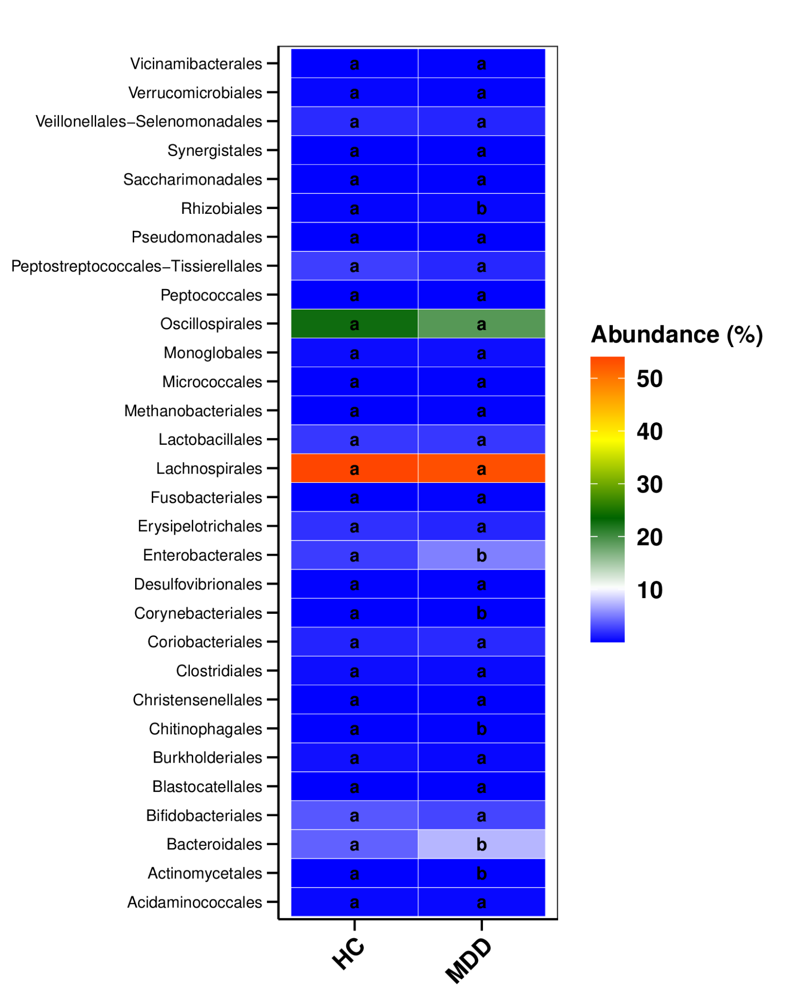 Vicinamibacterales a a
Verrucomicrobiales a a
Veillonellales−Selenomonadales a a
Synergistales a a
Saccharimonadales a a
Rhizobiales a b
Pseudomonadales a a
Peptostreptococcales−Tissierellales a a
Peptococcales a a
Oscillospirales a a
Monoglobales a a
Micrococcales a a
Methanobacteriales a a
Lactobacillales a a
Lachnospirales a a
Fusobacteriales a a
Erysipelotrichales a a
Enterobacterales a b
Desulfovibrionales a a
Corynebacteriales a b
Coriobacteriales a a
Clostridiales a a
Christensenellales a a
Chitinophagales a b
Burkholderiales a a
Blastocatellales a a
Bifidobacteriales a a
Bacteroidales a b
Actinomycetales a b
Acidaminococcales a a
HC MDD
Abundance (%)
50
40
30
20
10